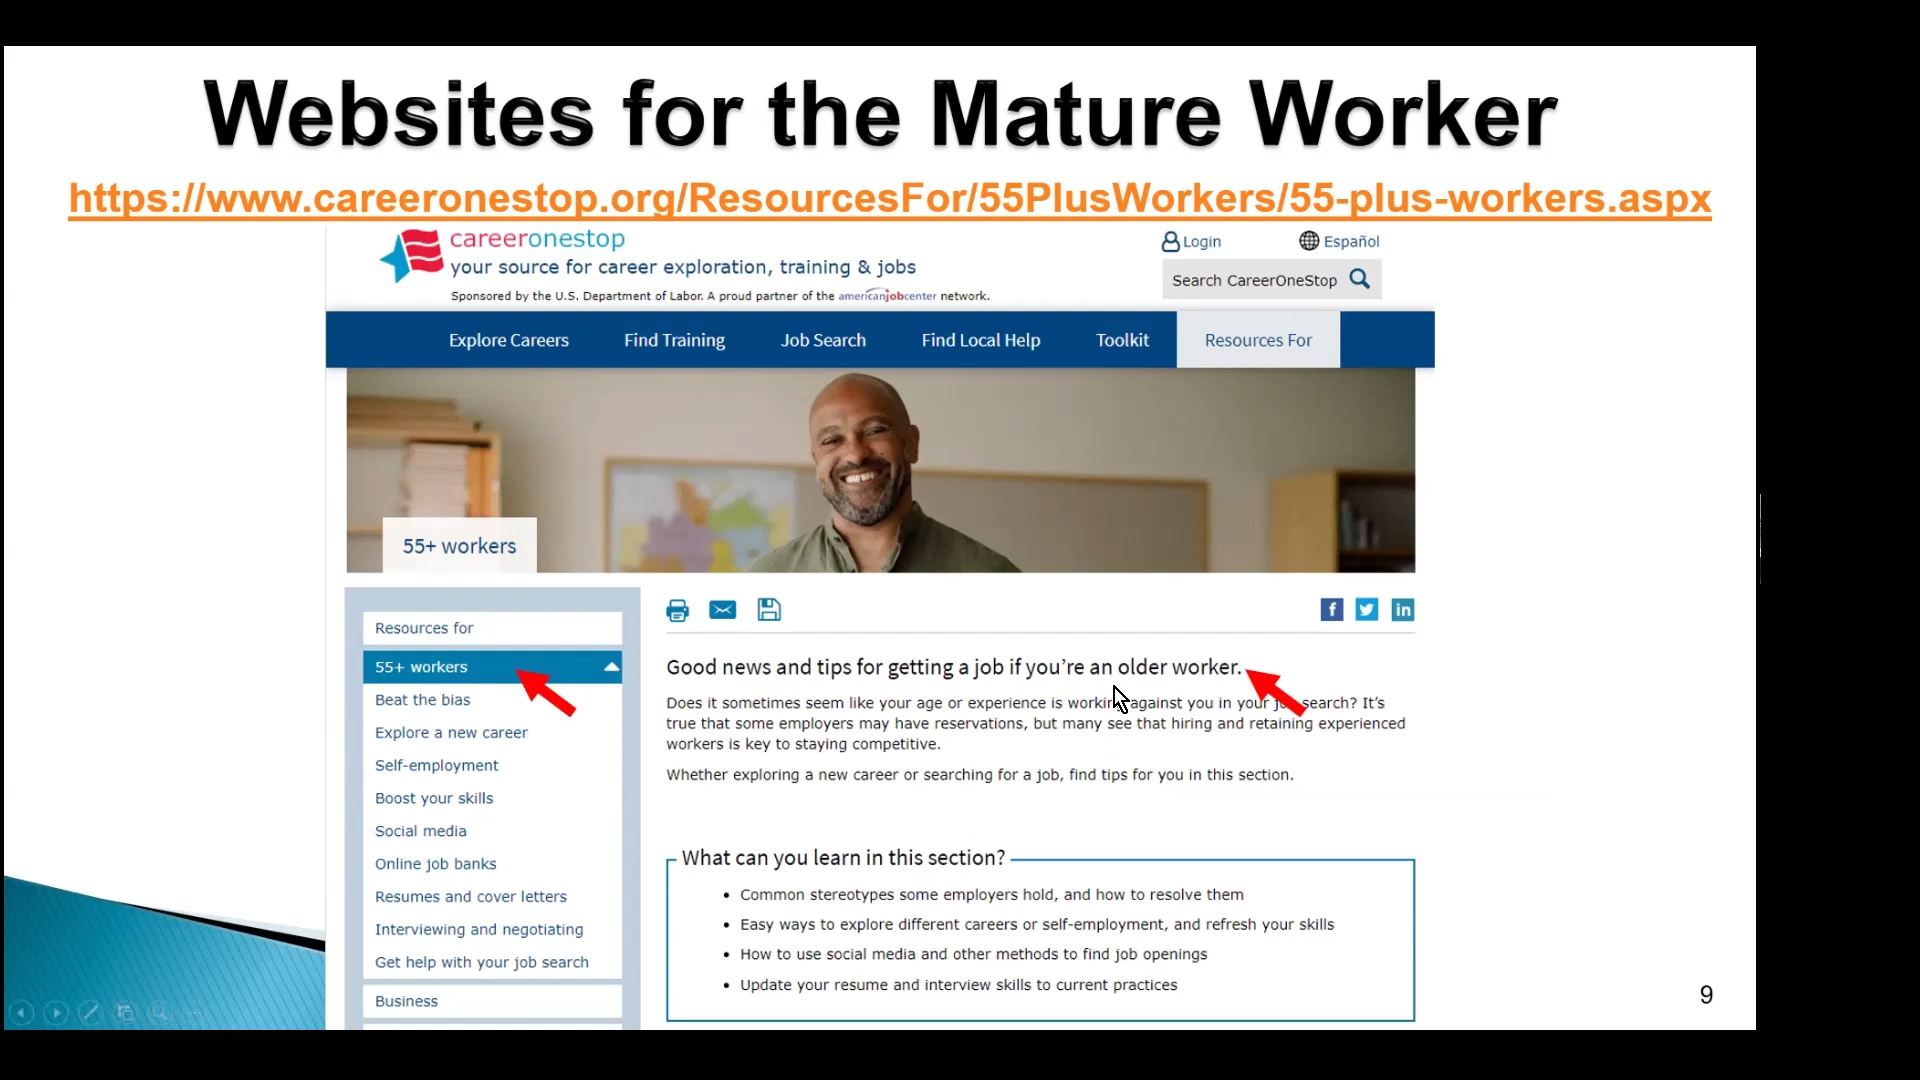 Websites for the Mature Worker
https://www.careeronestop.org/ResourcesFor/55PlusWorkers/55-plus-workers.aspx
careeronestop
your source for career exploration, training & jobs
Sponsored by the U.S. Department of Labor. A proud partner of the americanjobcenter network.
Login
Español
Search CareerOneStop
Explore Careers
Find Training
Job Search
Find Local Help
Toolkit
Resources For
55+ workers
Resources for
55+ workers
Beat the bias
Explore a new career
Self-employment
Boost your skills
Social media
Online job banks
Resumes and cover letters
Interviewing and negotiating
Get help with your job search
Business
f
in
Good news and tips for getting a job if you’re an older worker.
Does it sometimes seem like your age or experience is working against you in your job search? It’s
true that some employers may have reservations, but many see that hiring and retaining experienced
workers is key to staying competitive.
Whether exploring a new career or searching for a job, find tips for you in this section.
What can you learn in this section?
• Common stereotypes some employers hold, and how to resolve them
• Easy ways to explore different careers or self-employment, and refresh your skills
• How to use social media and other methods to find job openings
• Update your resume and interview skills to current practices
9